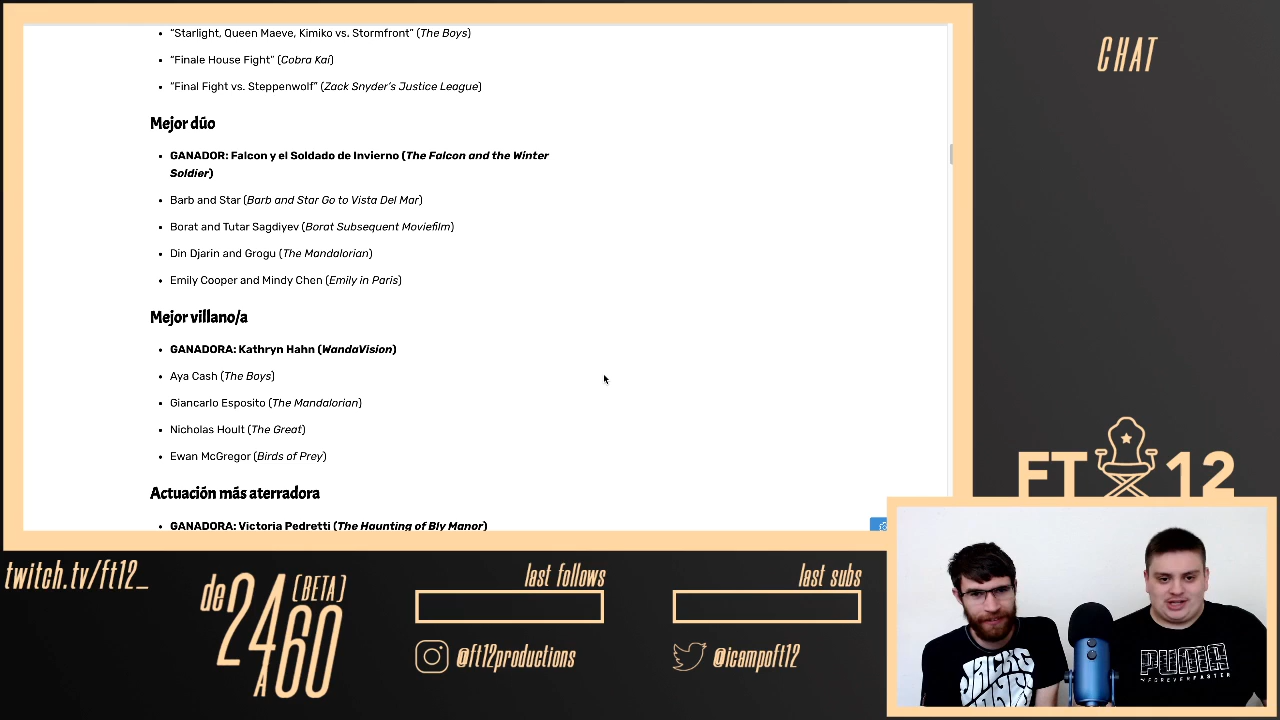 • “Starlight, Queen Maeve, Kimiko vs. Stormfront” (The Boys)
• “Finale House Fight” (Cobra Kai)
• “Final Fight vs. Steppenwolf” (Zack Snyder’s Justice League)
Mejor dúo
• GANADOR: Falcon y el Soldado de Invierno (The Falcon and the Winter
Soldier)
• Barb and Star (Barb and Star Go to Vista Del Mar)
• Borat and Tutar Sagdiyev (Borat Subsequent Moviefilm)
• Din Djarin and Grogu (The Mandalorian)
• Emily Cooper and Mindy Chen (Emily in Paris)
Mejor villano/a
• GANADORA: Kathryn Hahn (WandaVision)
• Aya Cash (The Boys)
• Giancarlo Esposito (The Mandalorian)
• Nicholas Hoult (The Great)
• Ewan McGregor (Birds of Prey)
Actuación más aterradora
• GANADORA: Victoria Pedretti (The Haunting of Bly Manor)
CHAT
FT 12
twitch.tv/ft12_
de 24 A 60 (BETA)
last follows
last subs
@ft12productions
@icampoft12
PUMA
FOREVER FASTER